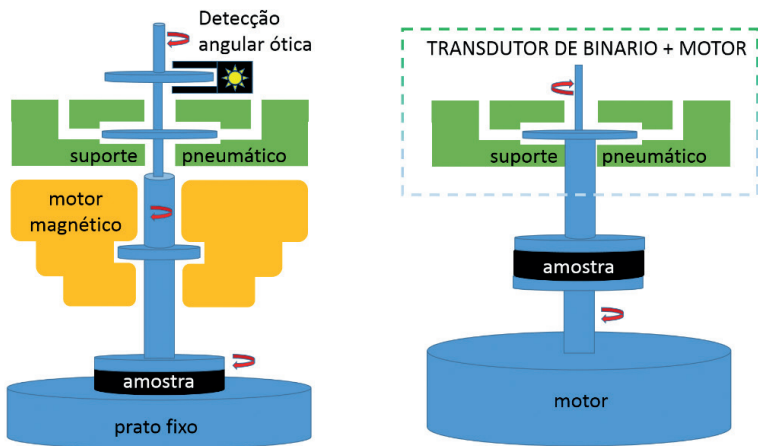 Detecção
angular ótica
suporte
pneumático
motor
magnético
amostra
prato fixo
TRANSDUTOR DE BINARIO + MOTOR
suporte
pneumático
amostra
motor